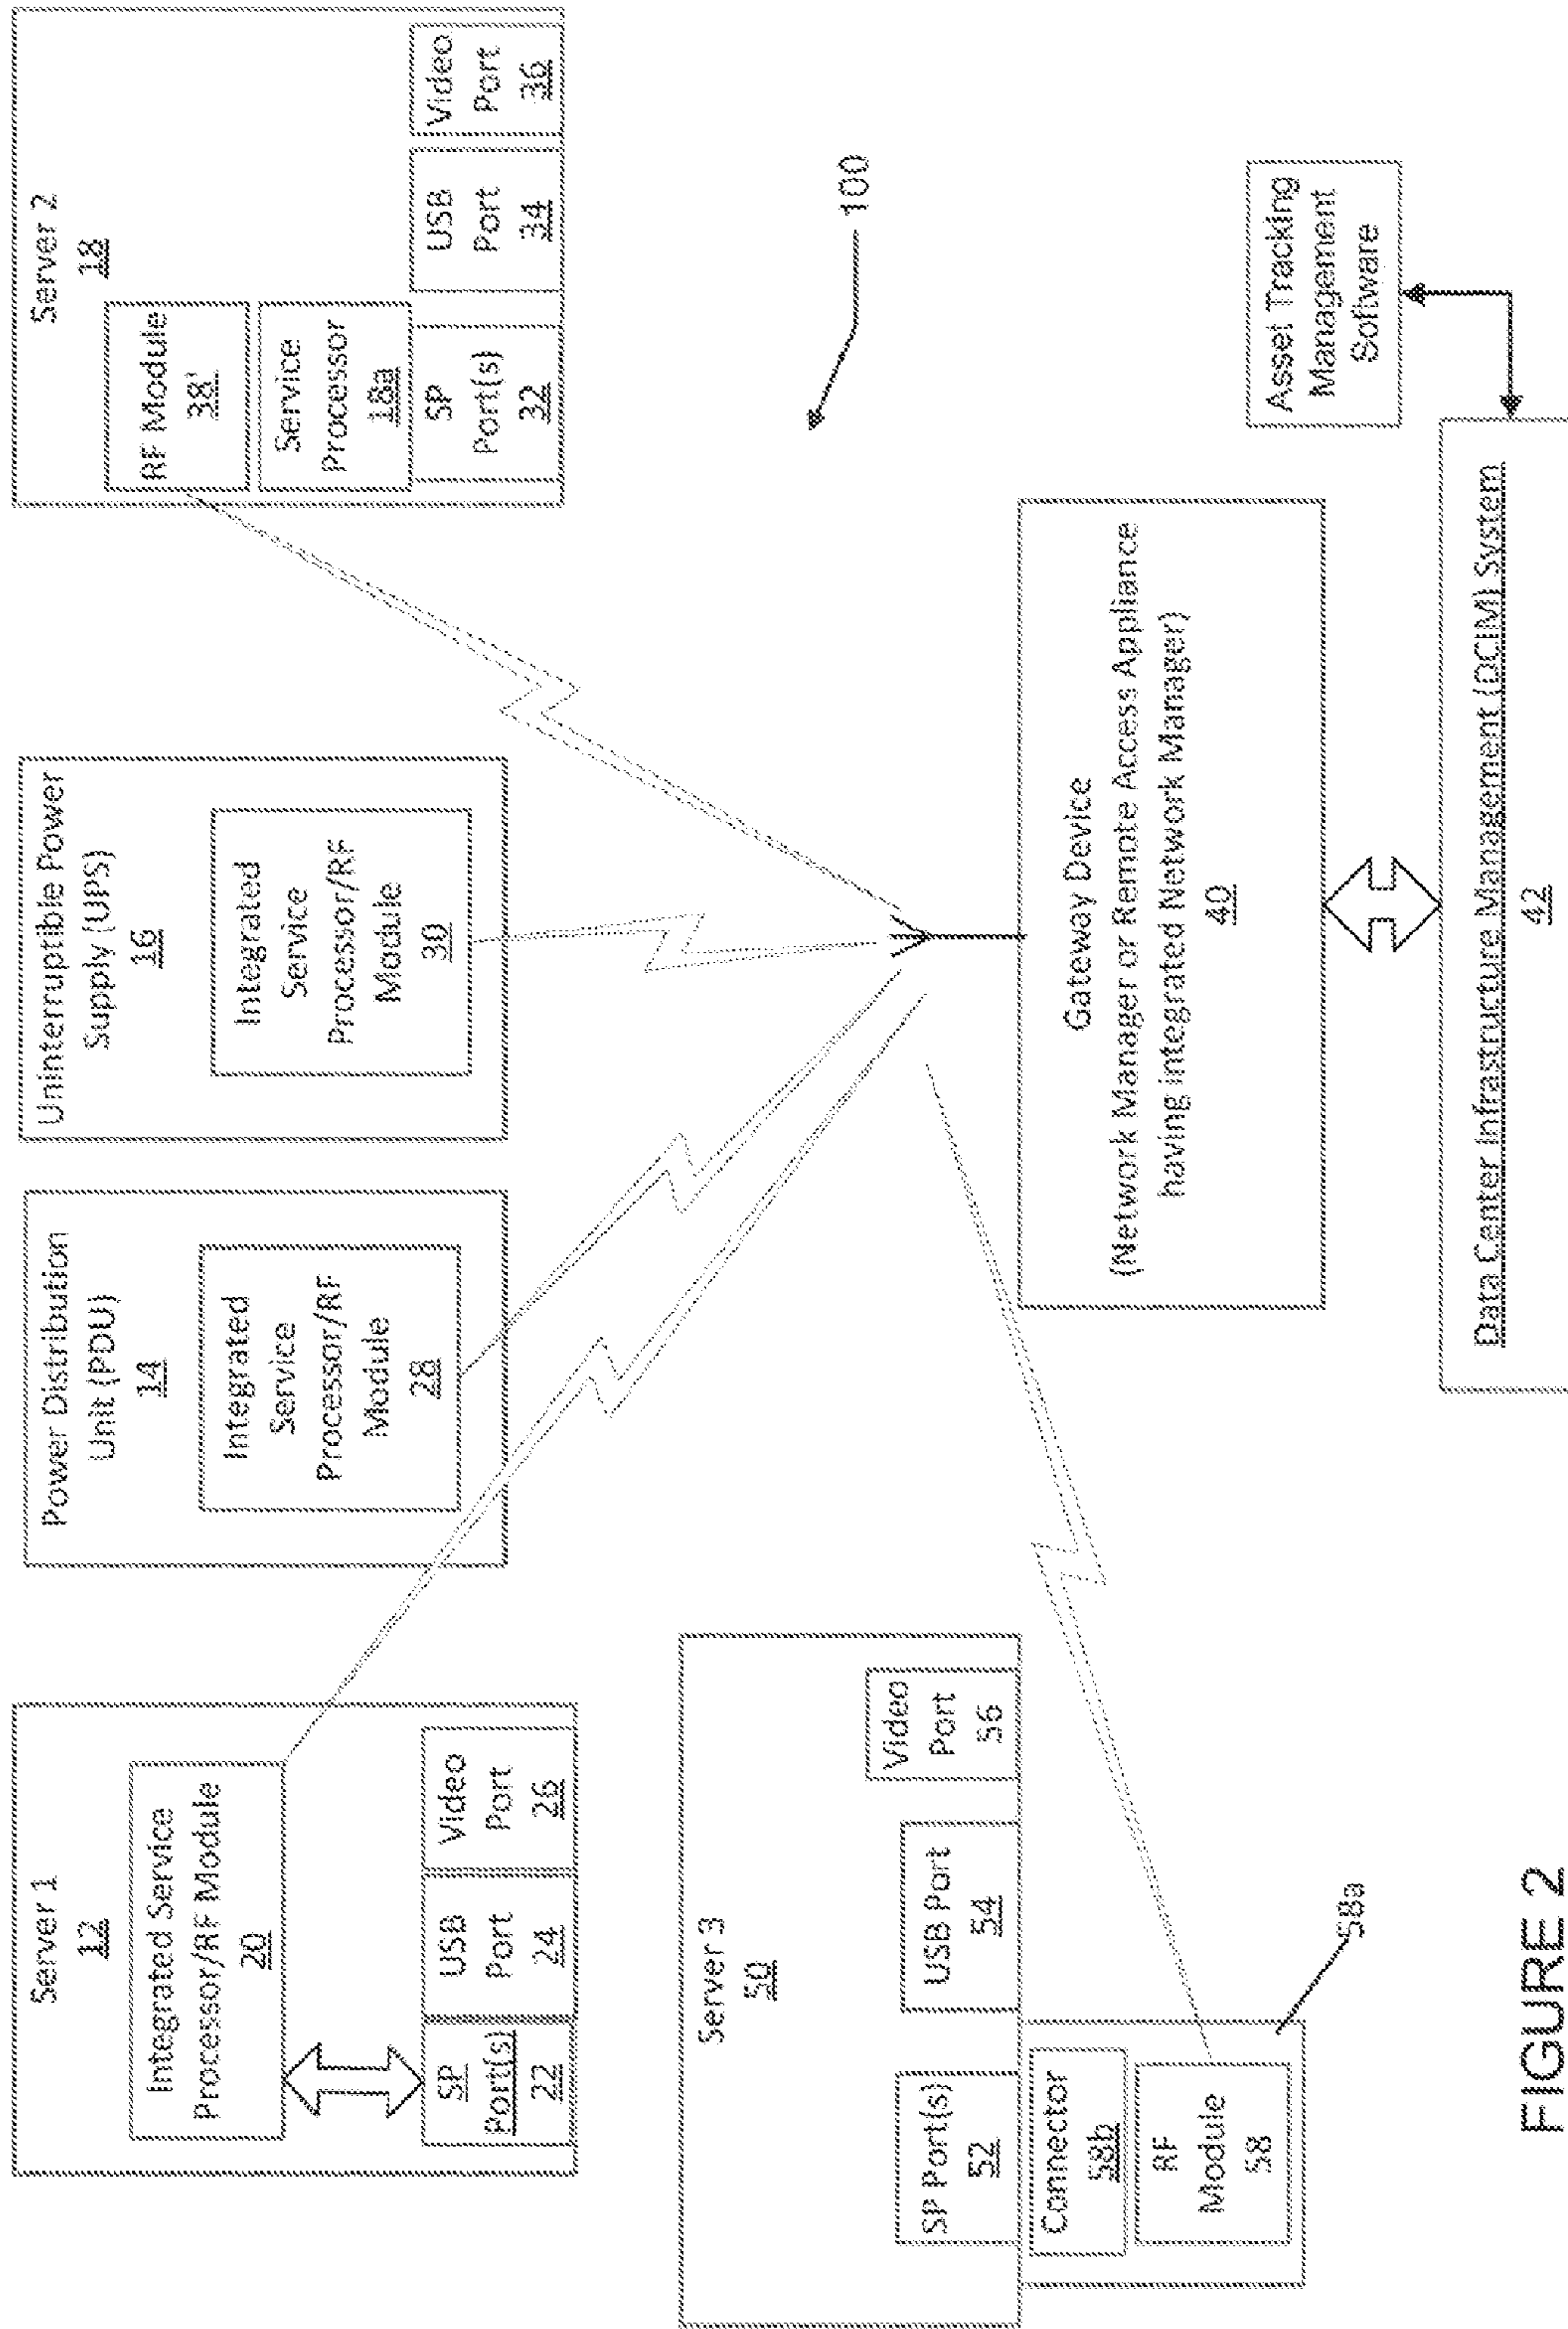 Server 1
12
Integrated Service
Processor/RF Module
20
SP
Port(s)
22
USB
Port
24
Video
Port
26
Power Distribution
Unit (PDU)
14
Integrated
Service
Processor/RF
Module
28
Uninterruptible Power
Supply (UPS)
16
Integrated
Service
Processor/RF
Module
30
Server 2
18
RF Module
38'
Service
Processor
18a
SP
Port(s)
32
USB
Port
34
Video
Port
36
Server 3
50
SP Port(s)
52
USB Port
54
Video
Port
56
Connector
58b
RF
Module
58
58a
100
Gateway Device
(Network Manager or Remote Access Appliance
having integrated Network Manager)
40
Asset Tracking
Management
Software
Data Center Infrastructure Management (DCIM) System
42
FIGURE 2